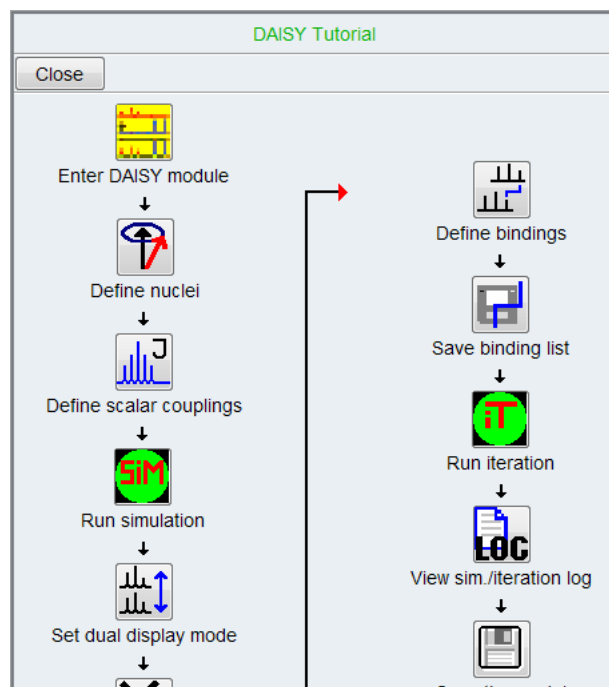 DAISY Tutorial
Close
Enter DAISY module
Define nuclei
J
Define scalar couplings
SiM
Run simulation
Set dual display mode
Define bindings
Save binding list
iT
Run iteration
LOG
View sim./iteration log